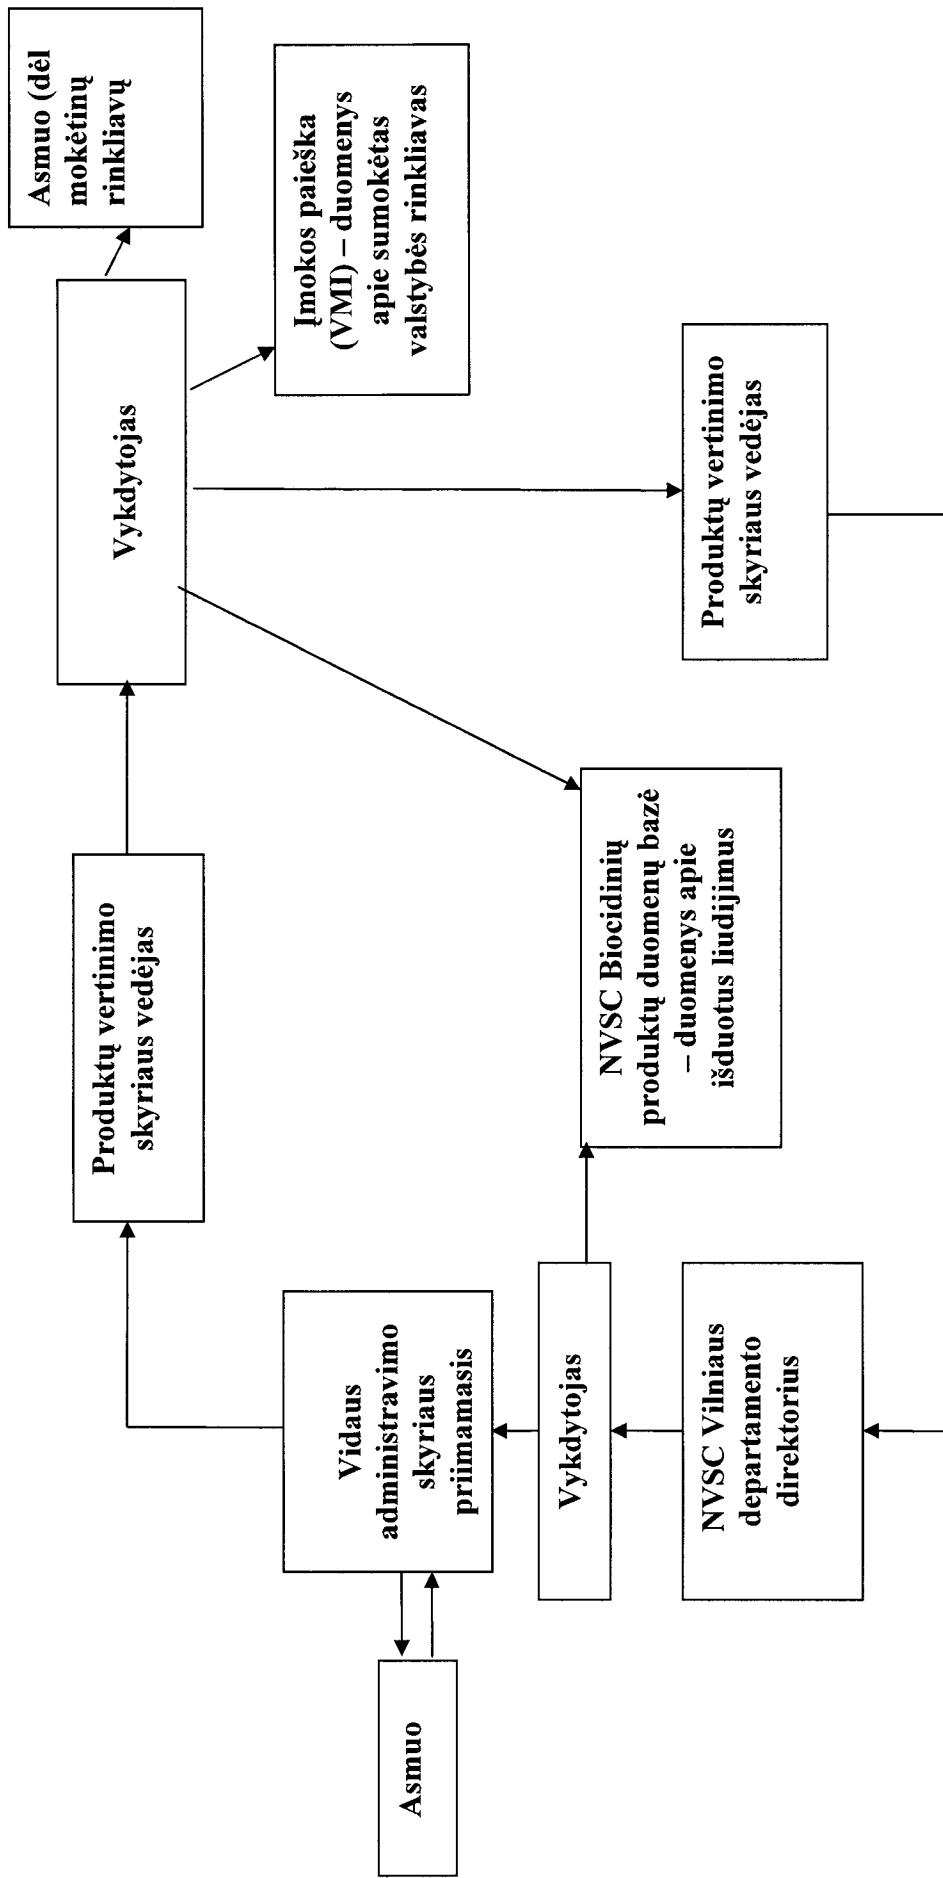 Asmuo
Vidaus
administravimo
skyriaus
priimamasis
Produktų vertinimo
skyriaus vedėjas
Vykdytojas
Asmuo (dėl
mokėtinų
rinkliavų
Įmokos paieška
(VMI) – duomenys
apie sumokėtas
valstybės rinkliavas
Vykdytojas
NVSC Biocidinių
produktų duomenų bazė
– duomenys apie
išduotus liudijimus
NVSC Vilniaus
departamento
direktorius
Produktų vertinimo
skyriaus vedėjas